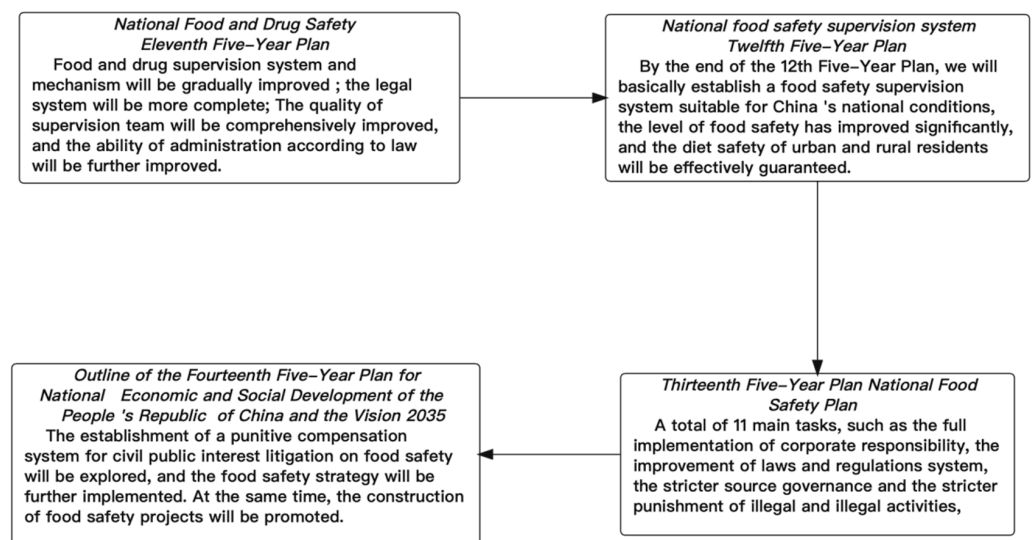 National Food and Drug Safety
Eleventh Five-Year Plan
Food and drug supervision system and
mechanism will be gradually improved ; the legal
system will be more complete; The quality of
supervision team will be comprehensively improved,
and the ability of administration according to law
will be further improved.
National food safety supervision system
Twelfth Five-Year Plan
By the end of the 12th Five-Year Plan, we will
basically establish a food safety supervision
system suitable for China 's national conditions,
the level of food safety has improved significantly,
and the diet safety of urban and rural residents
will be effectively guaranteed.
Thirteenth Five-Year Plan National Food
Safety Plan
A total of 11 main tasks, such as the full
implementation of corporate responsibility, the
improvement of laws and regulations system,
the stricter source governance and the stricter
punishment of illegal and illegal activities,
Outline of the Fourteenth Five-Year Plan for
National Economic and Social Development of the
People 's Republic of China and the Vision 2035
The establishment of a punitive compensation
system for civil public interest litigation on food safety
will be explored, and the food safety strategy will be
further implemented. At the same time, the construction
of food safety projects will be promoted.